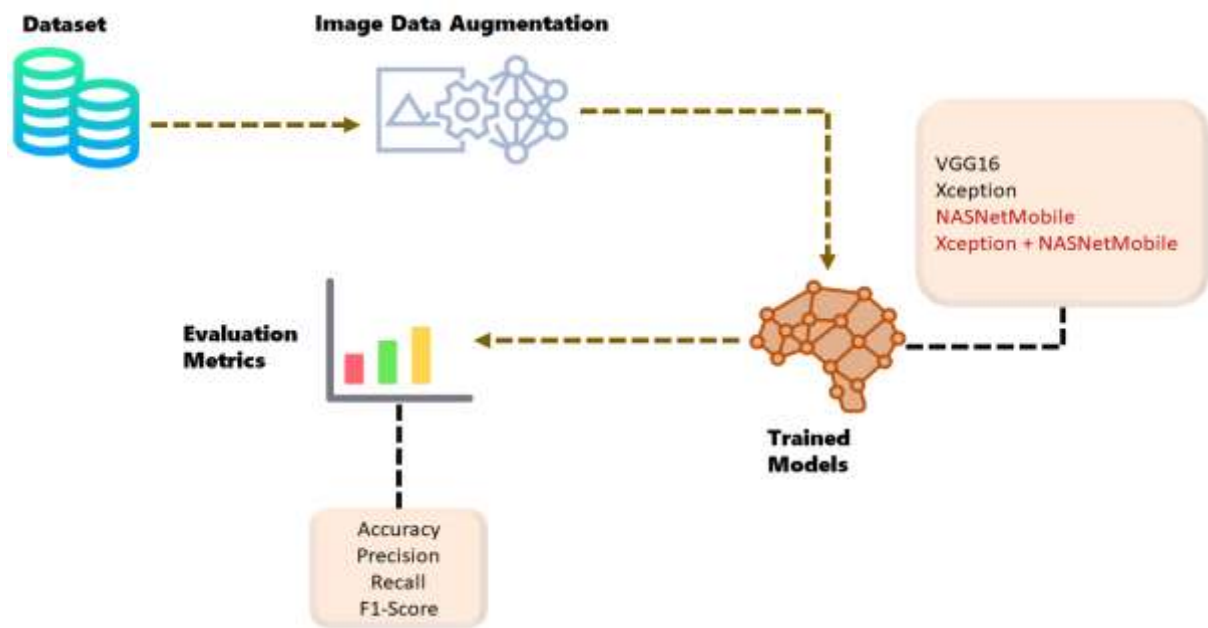 Dataset
Image Data Augmentation
VGG16
Xception
NASNetMobile
Xception + NASNetMobile
Evaluation
Metrics
Trained
Models
Accuracy
Precision
Recall
F1-Score